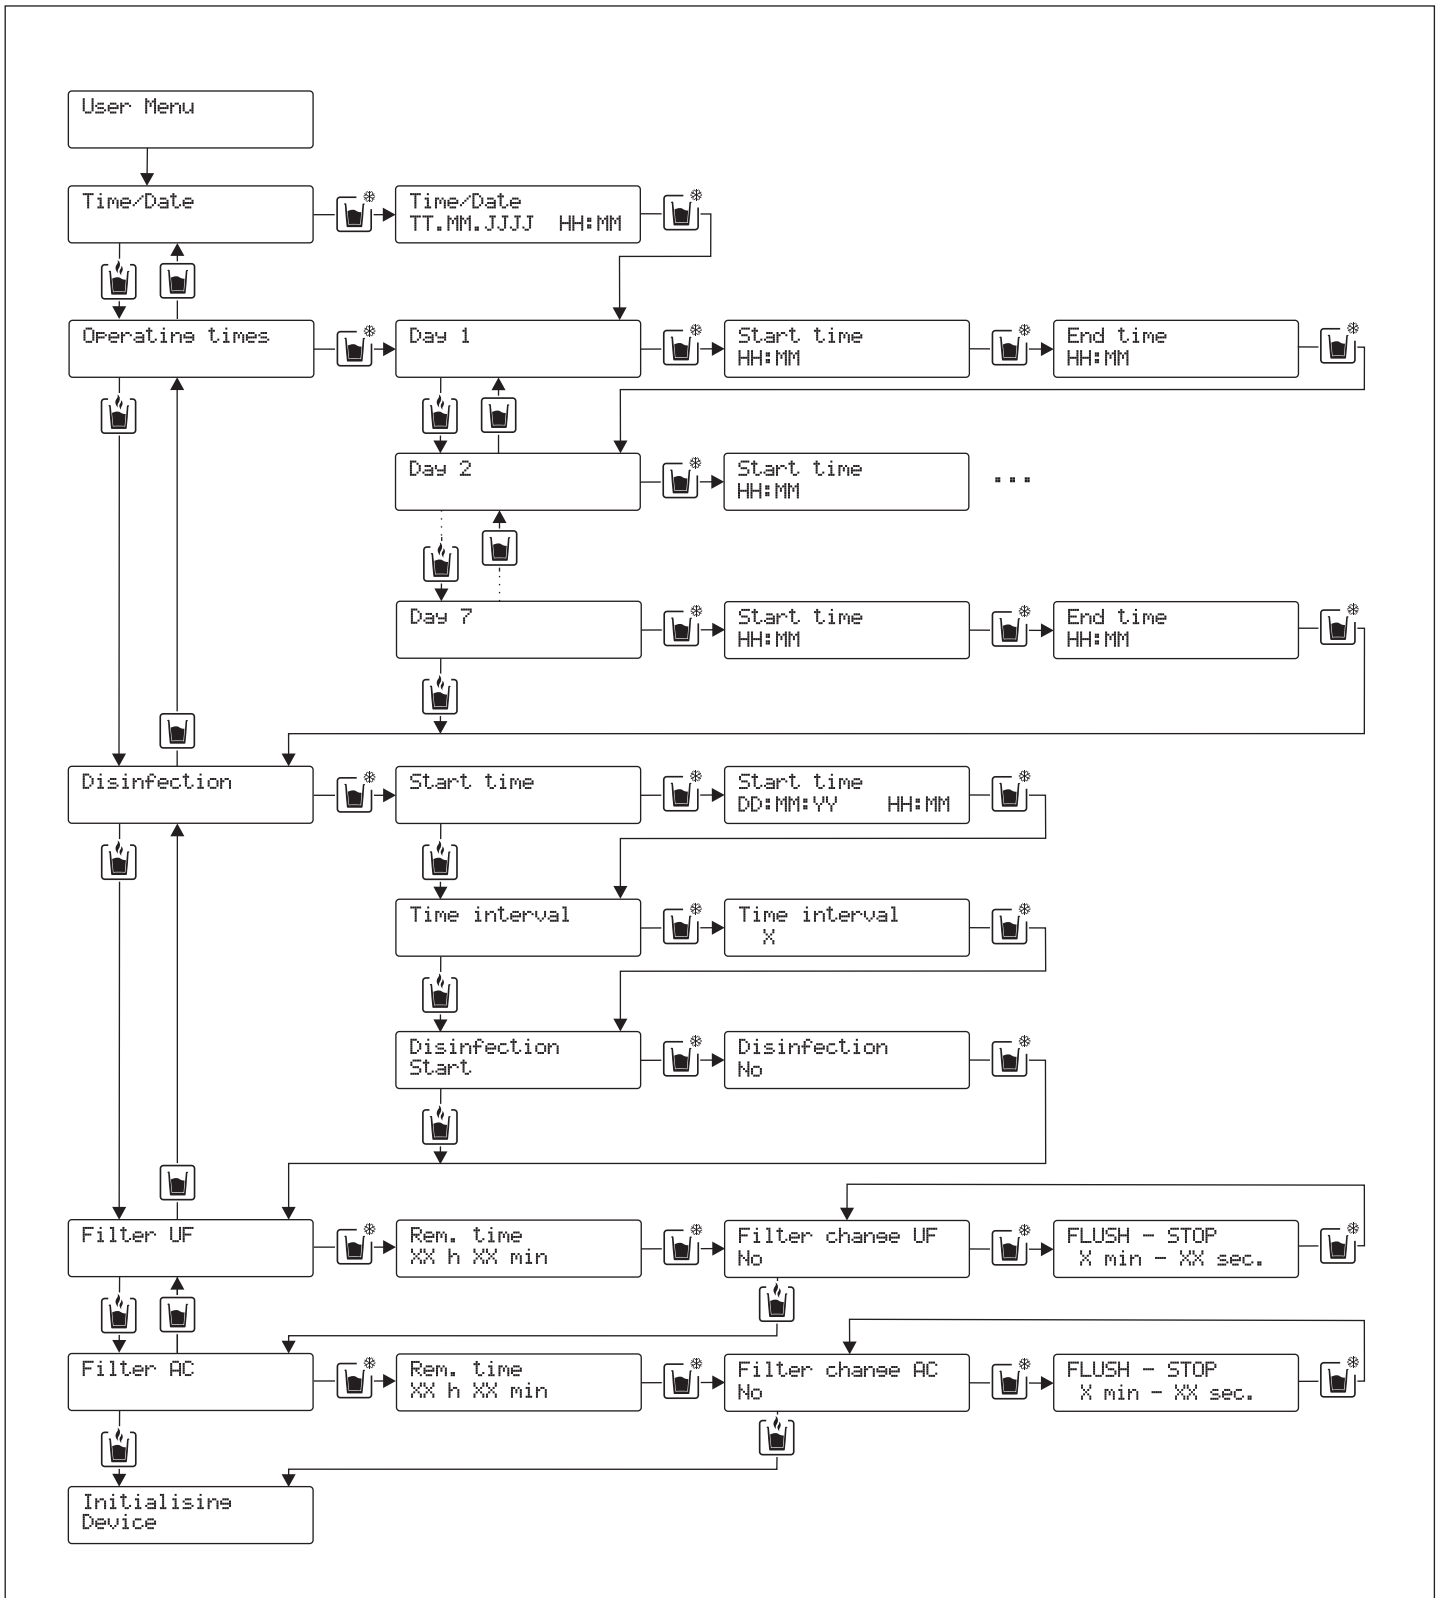 User Menu
Time/Date
Time/Date
TT.MM.JJJJ HH:MM
Operating times
Day 1
Start time
HH:MM
End time
HH:MM
Day 2
Start time
HH:MM
...
Day 7
Start time
HH:MM
End time
HH:MM
Disinfection
Start time
Start time
DD:MM:YY HH:MM
Time interval
Time interval
X
Disinfection
Start
Disinfection
No
Filter UF
Rem. time
XX h XX min
Filter change UF
No
FLUSH - STOP
X min - XX sec.
Filter AC
Rem. time
XX h XX min
Filter change AC
No
FLUSH - STOP
X min - XX sec.
Initialising
Device